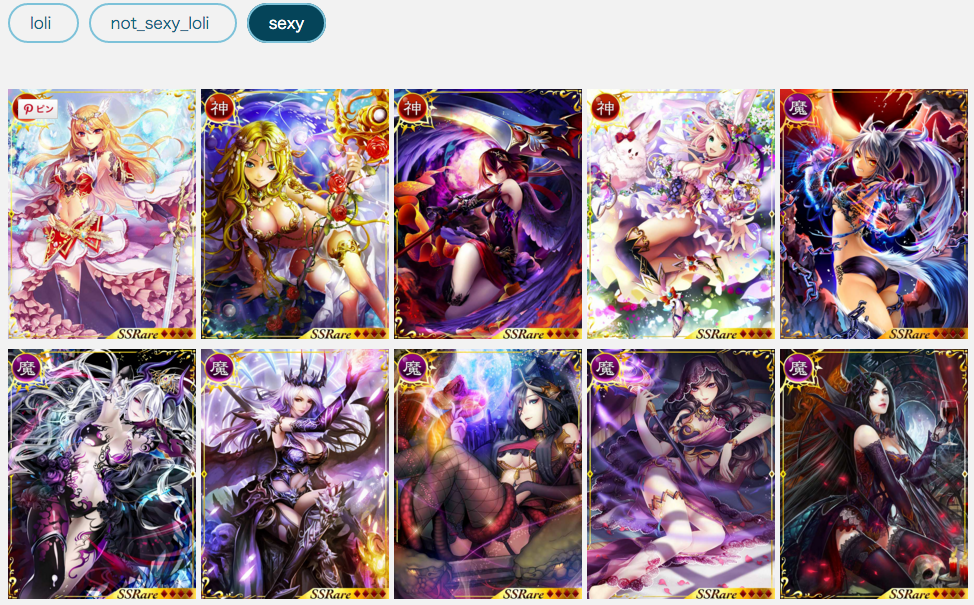 loli
not_sexy_loli
sexy
ピン
神
神
神
魔
SSRare
SSRare
SSRare
SSRare
SSRare
魔
魔
魔
魔
魔
SSRare
SSRare
SSRare
SSRare
SSRare